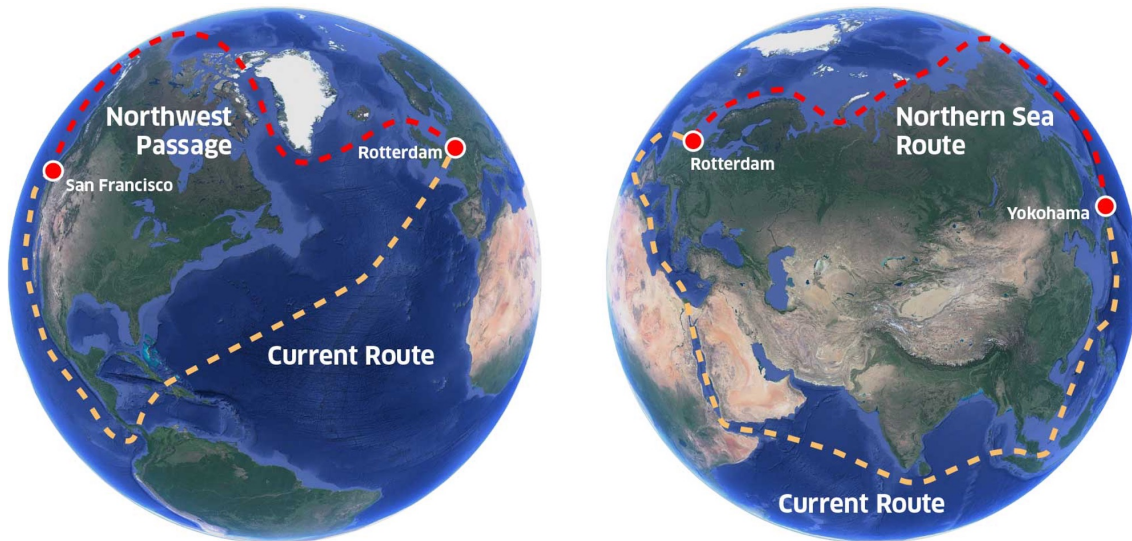 Northwest
Passage
Rotterdam
San Francisco
Current Route
Northern Sea
Route
Rotterdam
Yokohama
Current Route